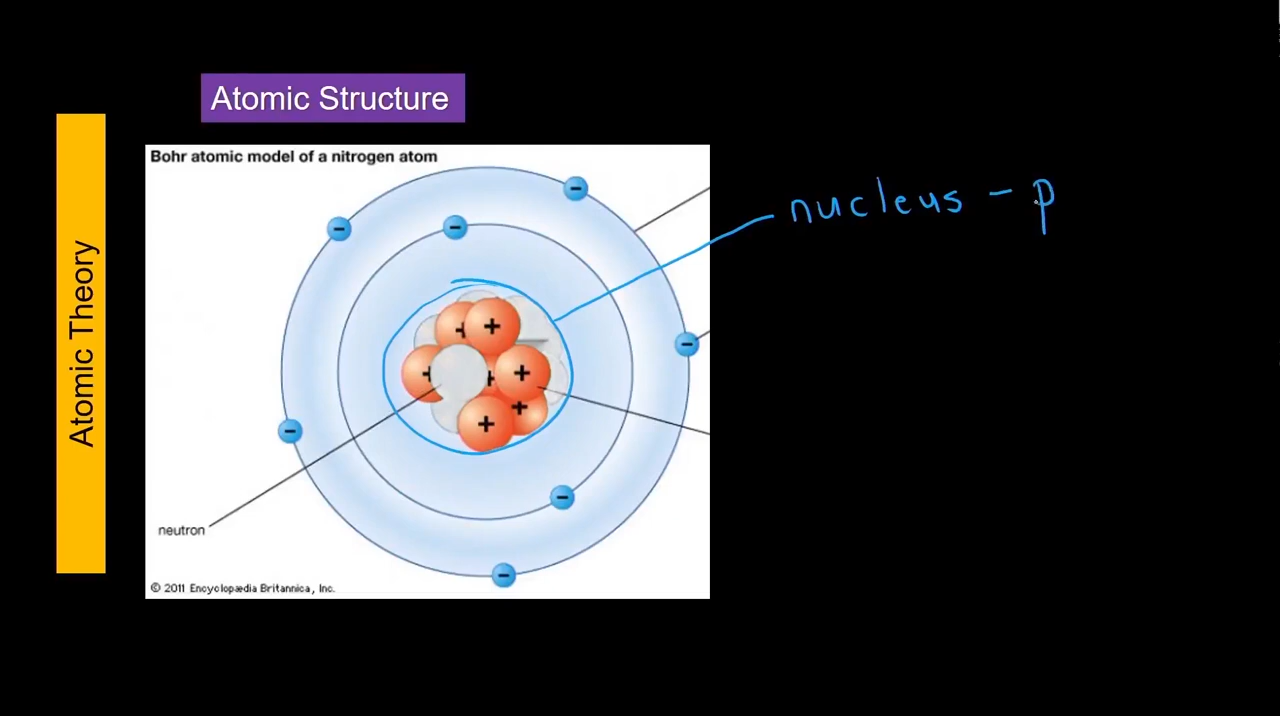 Atomic Structure
Atomic Theory
Bohr atomic model of a nitrogen atom
nucleus - p
− − −
+ +
+ + +
−
+ +
−
−
neutron
−
© 2011 Encyclopædia Britannica, Inc.